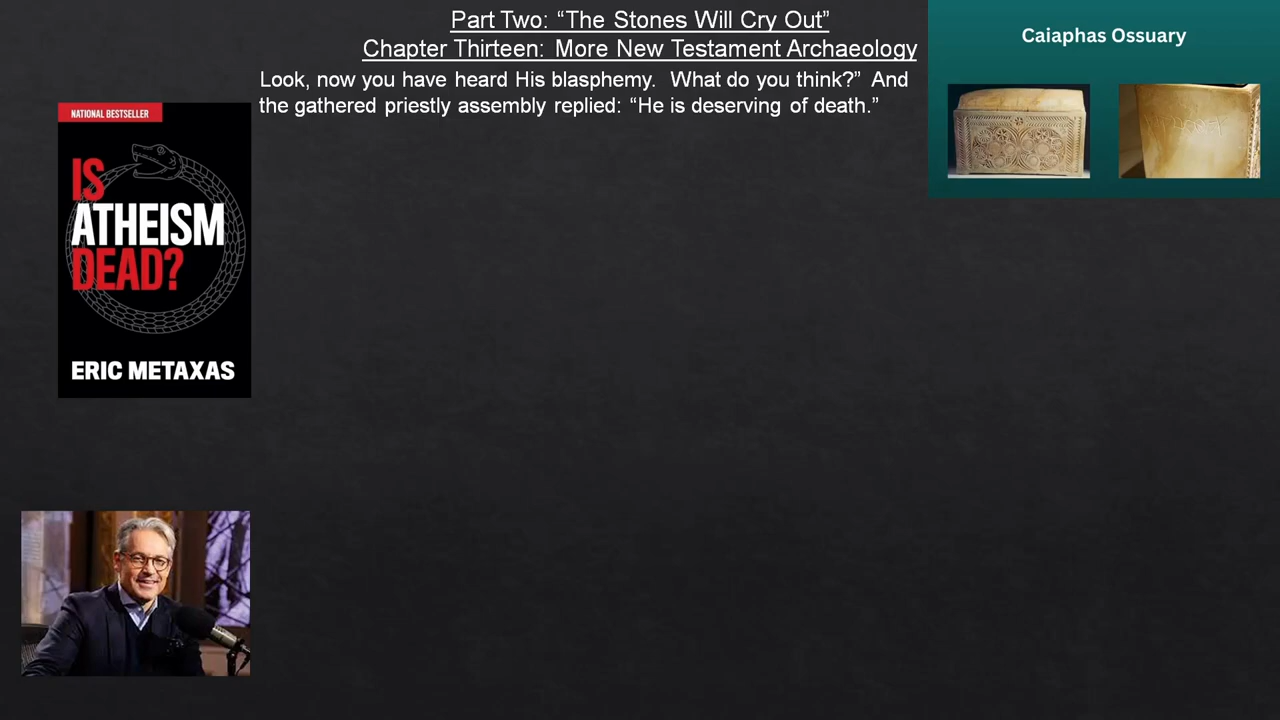 Part Two: “The Stones Will Cry Out”
Chapter Thirteen: More New Testament Archaeology
Look, now you have heard His blasphemy.  What do you think?”  And
the gathered priestly assembly replied: “He is deserving of death.”
Caiaphas Ossuary
NATIONAL BESTSELLER
IS
ATHEISM
DEAD?
ERIC METAXAS